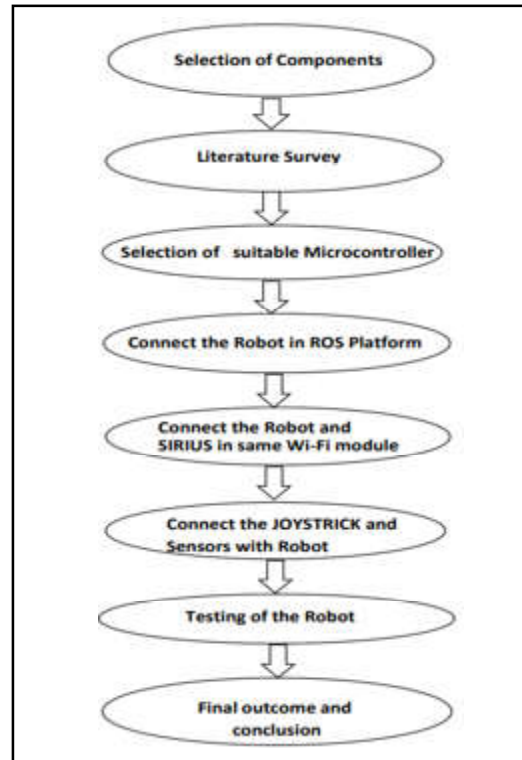 Selection of Components
Literature Survey
Selection of suitable Microcontroller
Connect the Robot in ROS Platform
Connect the Robot and
SIRIUS in same Wi-Fi module
Connect the JOYSTRICK and
Sensors with Robot
Testing of the Robot
Final outcome and
conclusion